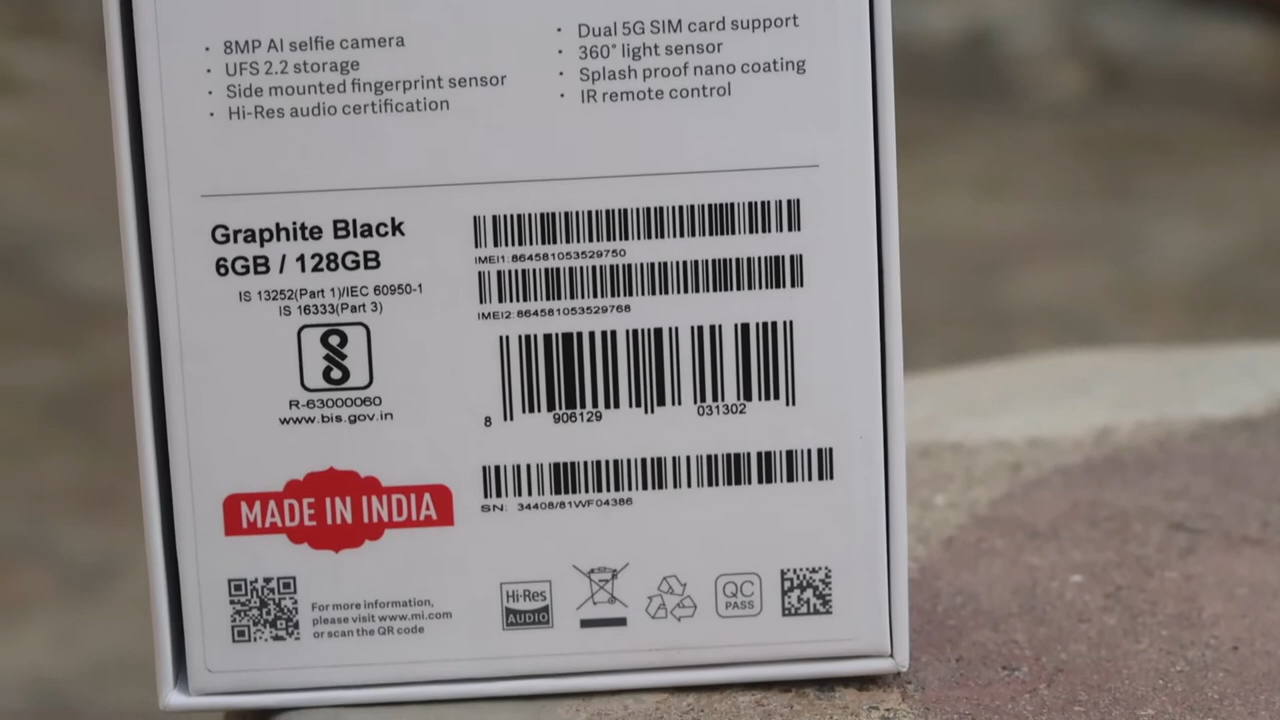 · 8MP AI selfie camera
· UFS 2.2 storage
· Side mounted fingerprint sensor
· Hi-Res audio certification
· Dual 5G SIM card support
· 360° light sensor
· Splash proof nano coating
· IR remote control
Graphite Black
6GB / 128GB
IS 13252(Part 1)/IEC 60950-1
IS 16333(Part 3)
R-63000060
www.bis.gov.in
IMEI1:864581053529750
IMEI2:864581053529768
8 906129 031302
SN: 34408/81WF04386
MADE IN INDIA
For more information,
please visit www.mi.com
or scan the QR code
Hi-Res
AUDIO
QC
PASS